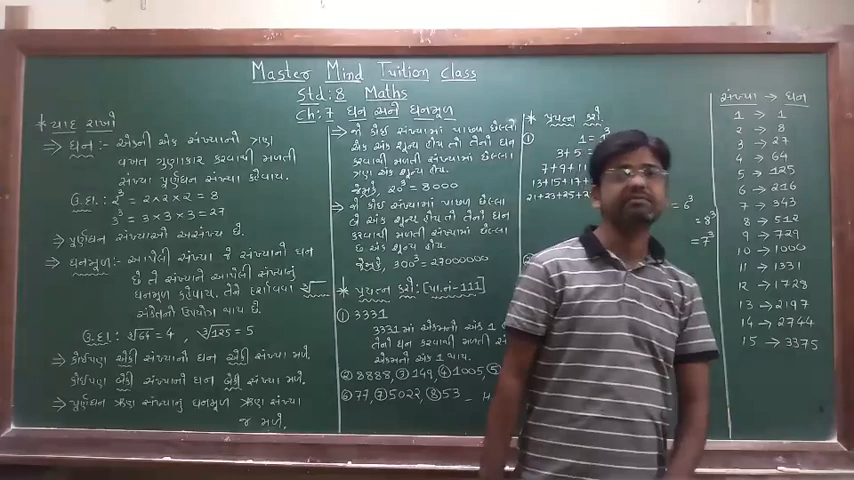 Master Mind Tuition Class
Std:8 Maths
Ch:7 ઘન અને ઘનમૂળ
* યાદ રાખો
⇒ ઘન :- એકની એક સંખ્યાનો ત્રણ
વખત ગુણાકાર કરવાથી મળતી
સંખ્યા પૂર્ણઘન સંખ્યા કહેવાય.
ઉ.દા.: 2³ = 2×2×2 = 8
3³ = 3×3×3 = 27
⇒ પૂર્ણઘન સંખ્યાઓ અસંખ્ય છે.
⇒ ઘનમૂળ:- આપેલી સંખ્યા જે સંખ્યાનો ઘન
છે તે સંખ્યાને આપેલી સંખ્યાનું
ઘનમૂળ કહેવાય. તેને દર્શાવવા ∛
સંકેતનો ઉપયોગ થાય છે.
ઉ.દા.: ∛64 = 4 , ∛125 = 5
⇒ કોઈપણ એકી સંખ્યાનો ઘન એકી સંખ્યા મળે.
કોઈપણ બેકી સંખ્યાનો ઘન બેકી સંખ્યા મળે.
⇒ પૂર્ણઘન ઋણ સંખ્યાનું ઘનમૂળ ઋણ સંખ્યા
જ મળે.
⇒ જો કોઈ સંખ્યામાં પાછળ છેલ્લો
એક અંક શૂન્ય હોય તો તેનો ઘન
કરવાથી મળતી સંખ્યામાં છેલ્લા
ત્રણ અંક શૂન્ય હોય.
જેમકે, 20³ = 8000
⇒ જો કોઈ સંખ્યામાં પાછળ છેલ્લા
બે અંક શૂન્ય હોય તો તેનો ઘન
કરવાથી મળતી સંખ્યામાં છેલ્લા
છ અંક શૂન્ય હોય.
જેમકે, 300³ = 27000000
* પ્રયત્ન કરો:[પા.નં-111]
① 3331
3331માં એકમનો અંક 1
તેનો ઘન કરવાથી મળતી
એકમનો અંક 1 થાય.
② 8888, ③ 149, ④ 1005, ⑤
⑥ 77, ⑦ 5022, ⑧ 53
* પ્રયત્ન કરો.
① 1 = 1³
3+5 =
7+9+11
13+15+17+
21+23+25+2
= 6³
= 8³
= 7³
સંખ્યા → ઘન
1 → 1
2 → 8
3 → 27
4 → 64
5 → 125
6 → 216
7 → 343
8 → 512
9 → 729
10 → 1000
11 → 1331
12 → 1728
13 → 2197
14 → 2744
15 → 3375